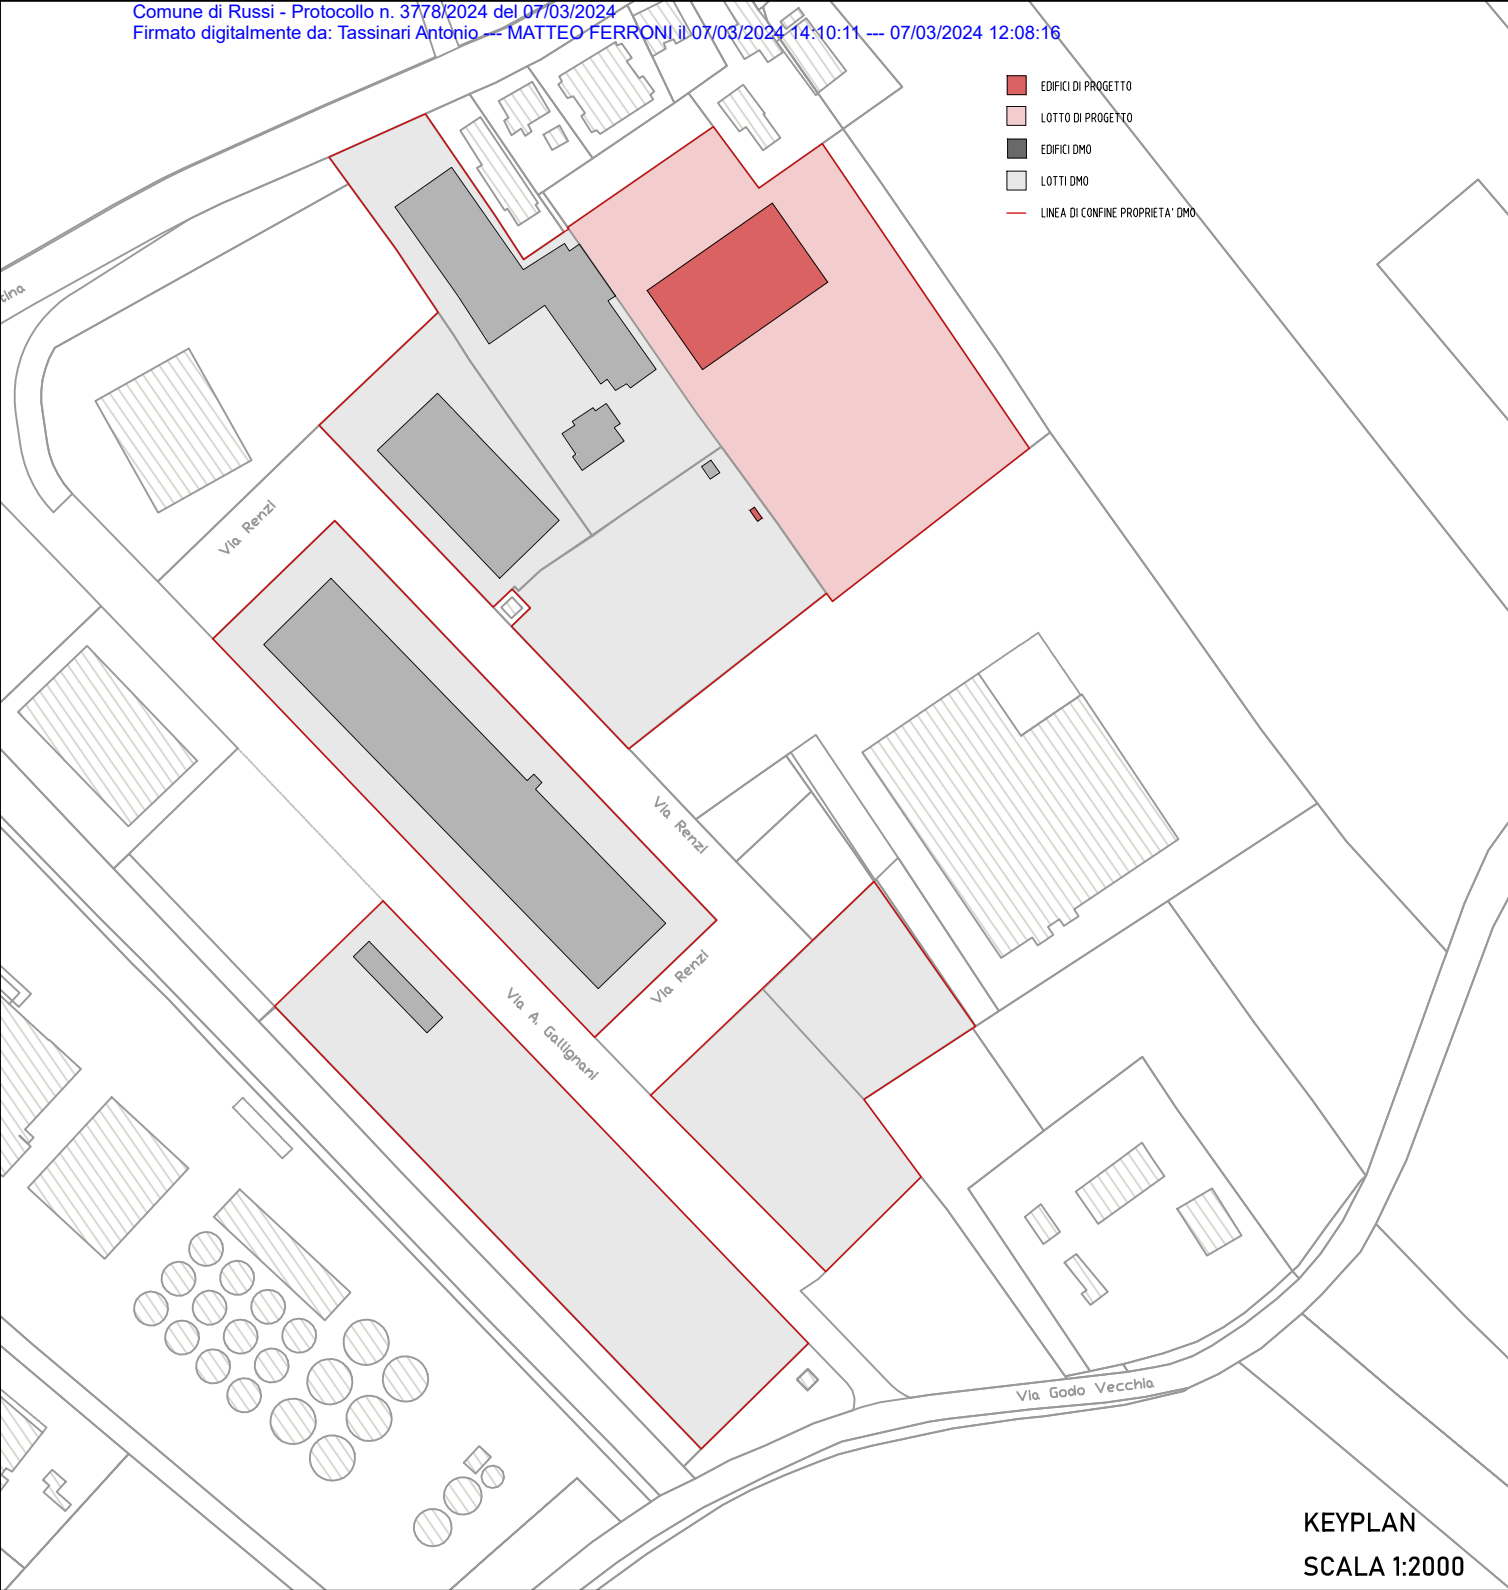 Comune di Russi - Protocollo n. 3778/2024 del 07/03/2024
Firmato digitalmente da: Tassinari Antonio --- MATTEO FERRONI il 07/03/2024 14:10:11 --- 07/03/2024 12:08:16
EDIFICI DI PROGETTO
LOTTO DI PROGETTO
EDIFICI DMO
LOTTI DMO
LINEA DI CONFINE PROPRIETA' DMO
Via Renzi
Via Renzi
Via Renzi
Via A. Gallignani
Via Godo Vecchia
KEYPLAN
SCALA 1:2000